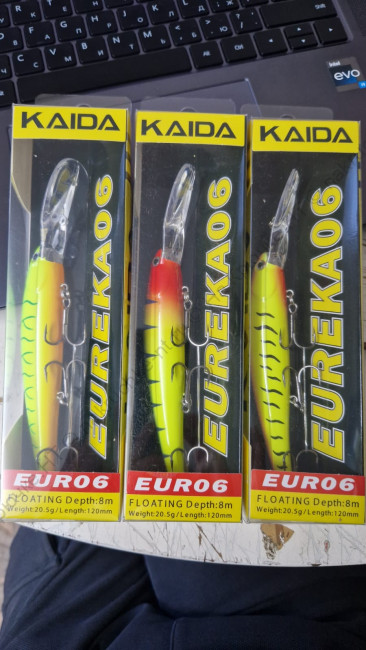 intel
evo
KAIDA
EUREKA06
EUR06
FLOATING Depth:8m
Weight:20.5g/Length:120mm
KAIDA
EUREKA06
EUR06
FLOATING Depth:8m
Weight:20.5g/Length:120mm
KAIDA
EUREKA06
EUR06
FLOATING Depth:8m
Weight:20.5g/Length:120mm